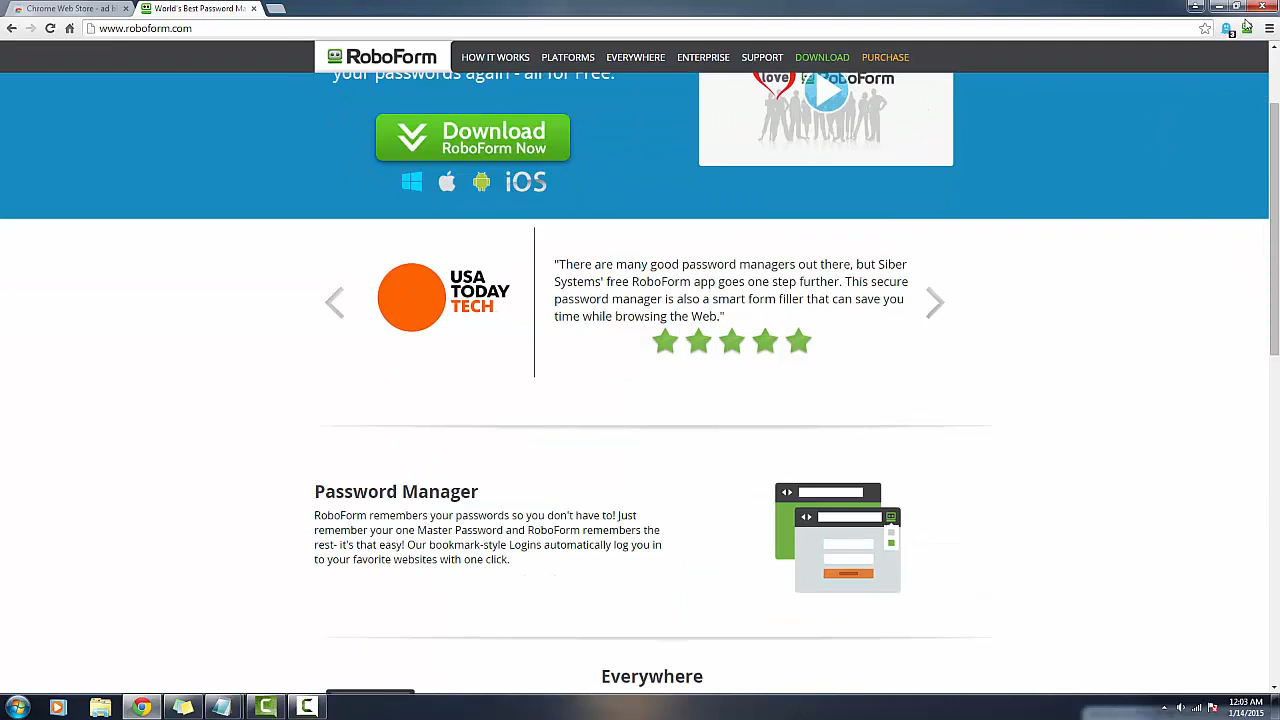 Chrome Web Store - ad b
World's Best Password Ma
www.roboform.com
3
RoboForm
HOW IT WORKS
PLATFORMS
EVERYWHERE
ENTERPRISE
SUPPORT
DOWNLOAD
PURCHASE
your passwords again - all for Free.
love RoboForm
Download
RoboForm Now
iOS
USA
TODAY
TECH
"There are many good password managers out there, but Siber
Systems' free RoboForm app goes one step further. This secure
password manager is also a smart form filler that can save you
time while browsing the Web."
Password Manager
RoboForm remembers your passwords so you don't have to! Just
remember your one Master Password and RoboForm remembers the
rest- it's that easy! Our bookmark-style Logins automatically log you in
to your favorite websites with one click.
Everywhere
12:03 AM
1/14/2015